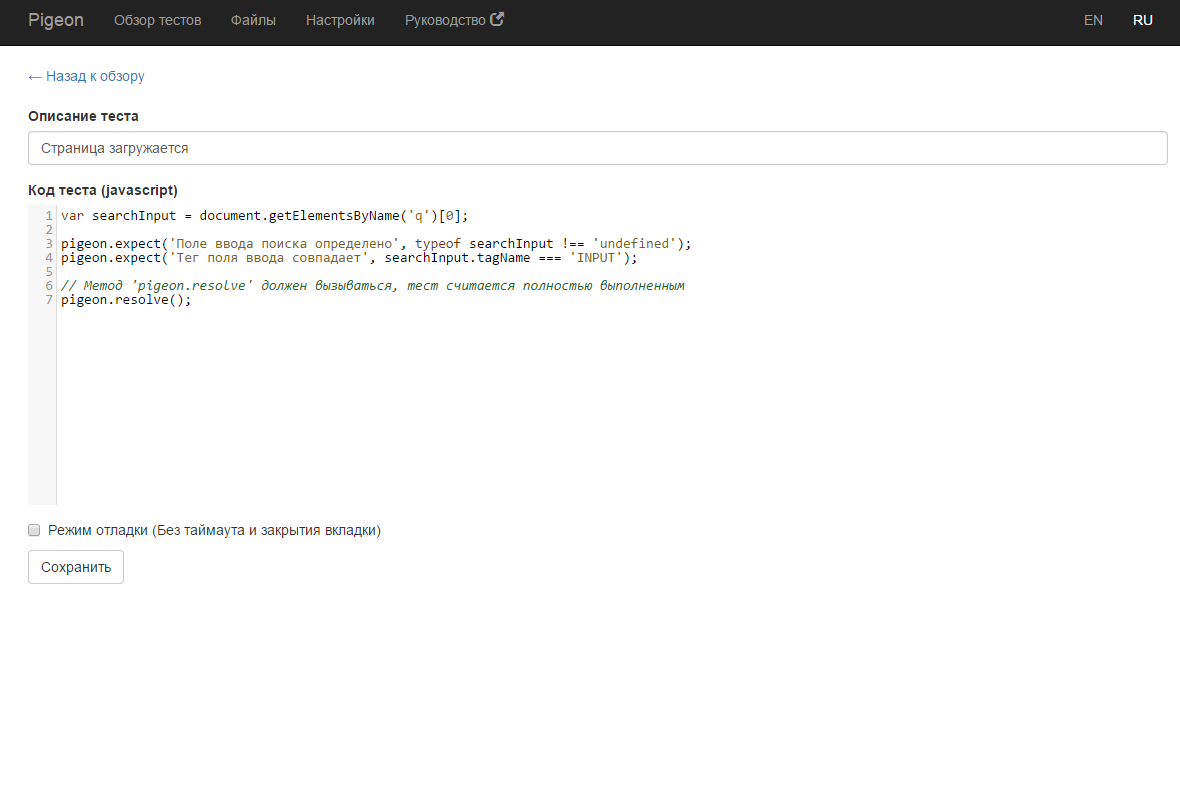 Pigeon Обзор тестов Файлы Настройки Руководство EN RU
← Назад к обзору
Описание теста
Страница загружается
Код теста (javascript)
1 var searchInput = document.getElementsByName('q')[0];
2
3 pigeon.expect('Поле ввода поиска определено', typeof searchInput !== 'undefined');
4 pigeon.expect('Тег поля ввода совпадает', searchInput.tagName === 'INPUT');
5
6 // Метод 'pigeon.resolve' должен вызываться, тест считается полностью выполненным
7 pigeon.resolve();
Режим отладки (Без таймаута и закрытия вкладки)
Сохранить